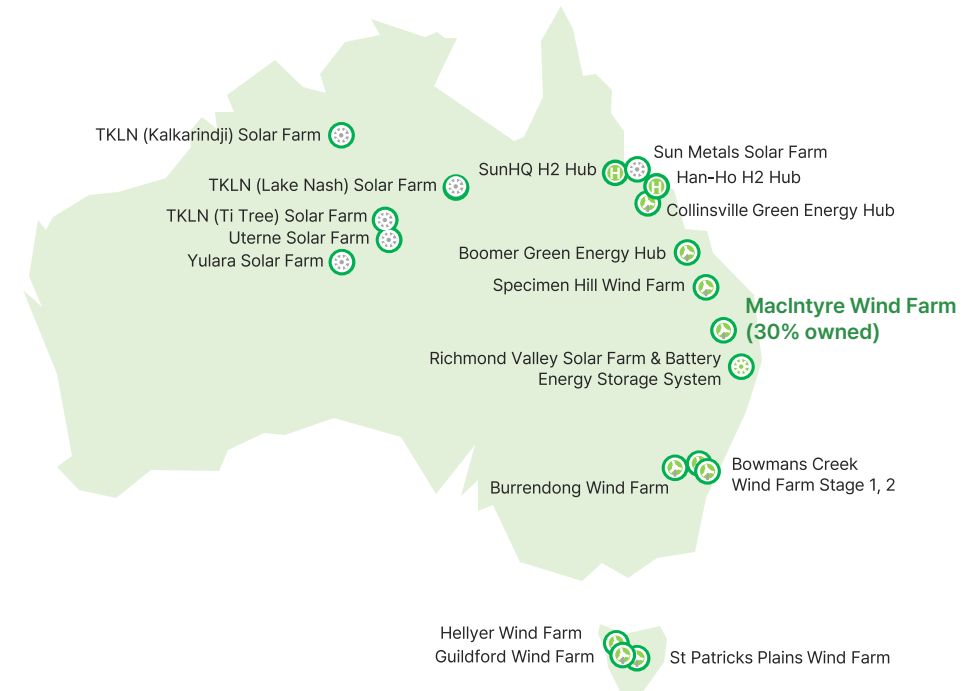 TKLN (Kalkarindji) Solar Farm
Sun Metals Solar Farm
SunHQ H2 Hub
H
Han-Ho H2 Hub
H
TKLN (Lake Nash) Solar Farm
Collinsville Green Energy Hub
TKLN (Ti Tree) Solar Farm
Uterne Solar Farm
Yulara Solar Farm
Boomer Green Energy Hub
Specimen Hill Wind Farm
MacIntyre Wind Farm
(30% owned)
Richmond Valley Solar Farm & Battery
Energy Storage System
Bowmans Creek
Wind Farm Stage 1, 2
Burrendong Wind Farm
Hellyer Wind Farm
Guildford Wind Farm
St Patricks Plains Wind Farm